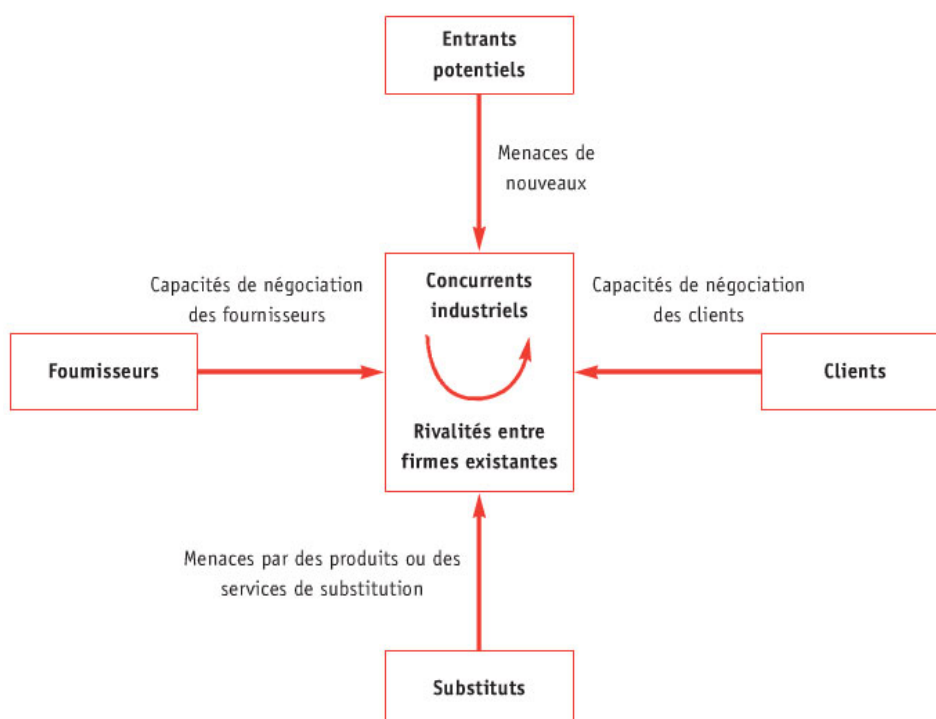 Entrants
potentiels
Menaces de
nouveaux
Capacités de négociation
des fournisseurs
Concurrents
industriels
Capacités de négociation
des clients
Foumisseurs
Clients
Rivalités entre
firmes existantes
Menaces par des produits ou des
services de substitution
Substituts